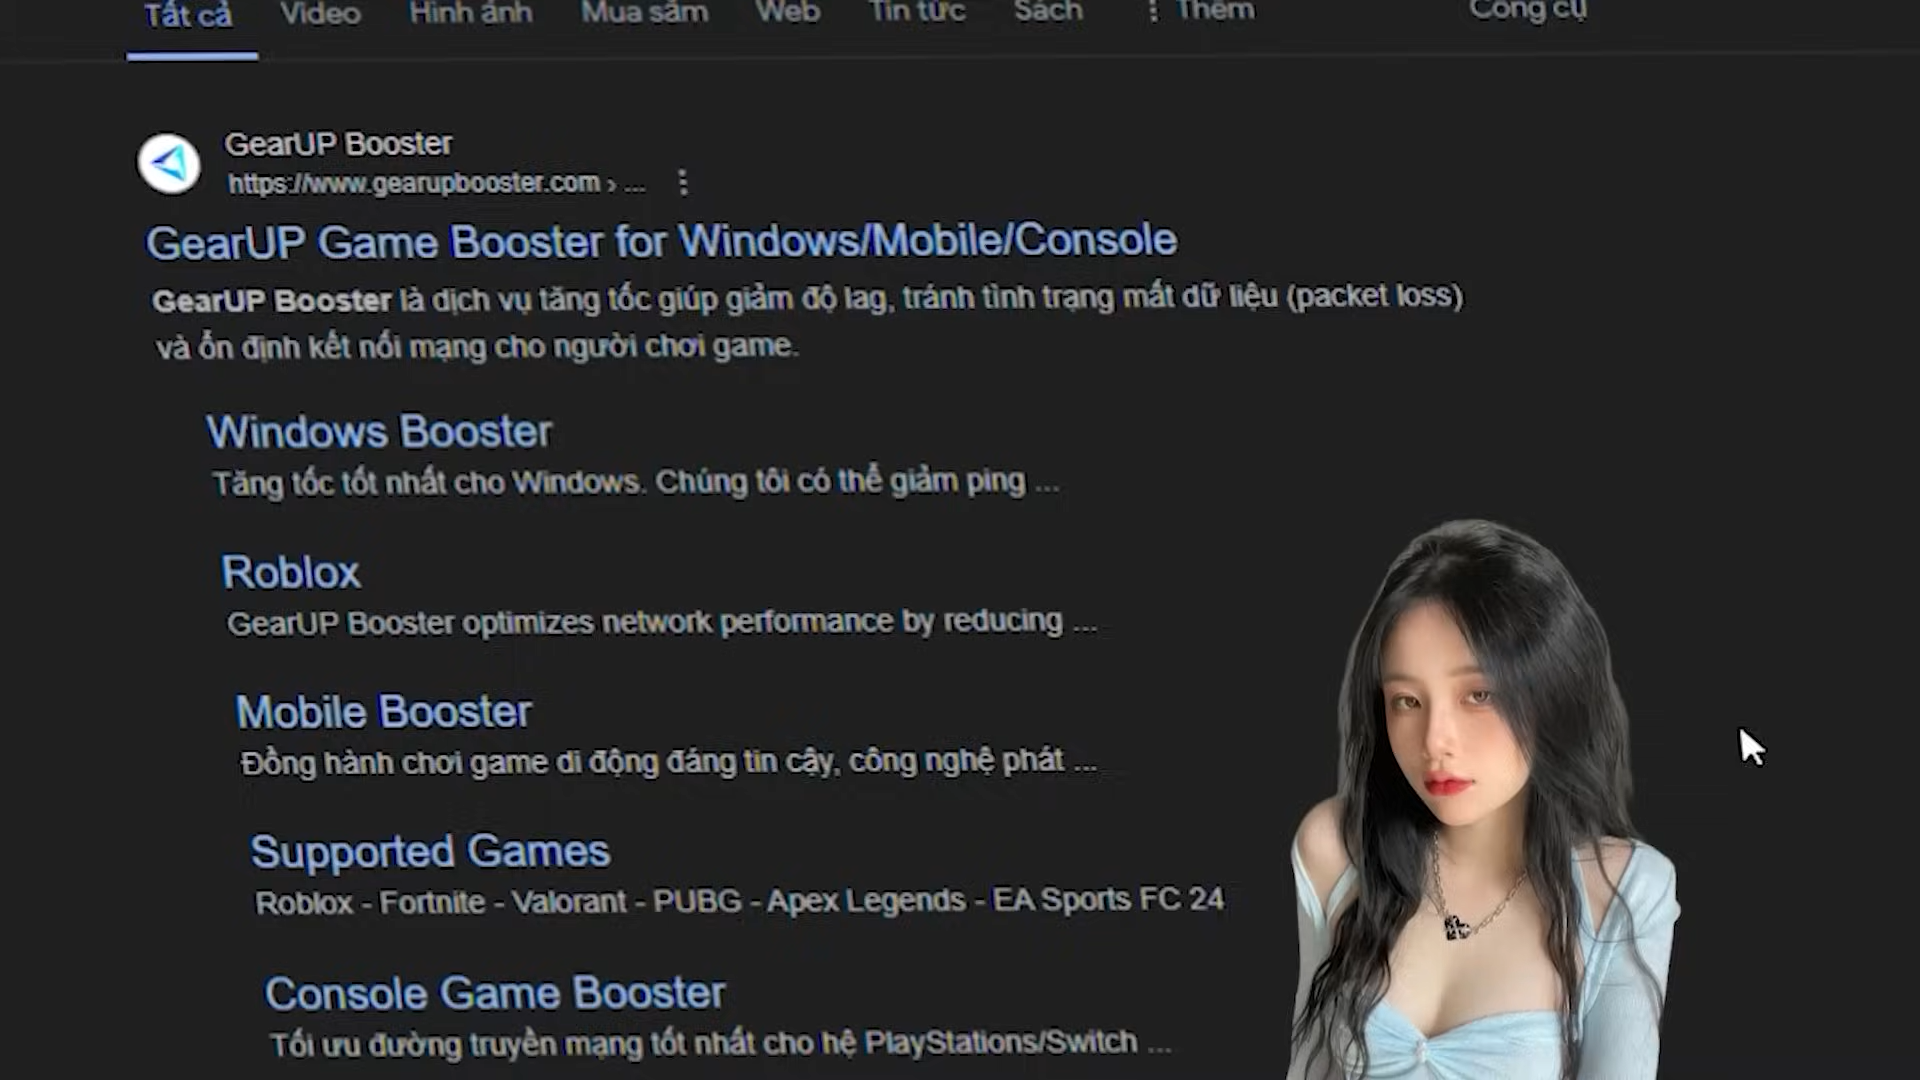 Tất cả Video Hình ảnh Mua sắm Web Tin tức Sách Thêm Công cụ
GearUP Booster
https://www.gearupbooster.com › ...
GearUP Game Booster for Windows/Mobile/Console
GearUP Booster là dịch vụ tăng tốc giúp giảm độ lag, tránh tình trạng mất dữ liệu (packet loss)
và ổn định kết nối mạng cho người chơi game.
Windows Booster
Tăng tốc tốt nhất cho Windows. Chúng tôi có thể giảm ping ...
Roblox
GearUP Booster optimizes network performance by reducing ...
Mobile Booster
Đồng hành chơi game di động đáng tin cậy, công nghệ phát ...
Supported Games
Roblox - Fortnite - Valorant - PUBG - Apex Legends - EA Sports FC 24
Console Game Booster
Tối ưu đường truyền mạng tốt nhất cho hệ PlayStations/Switch ...